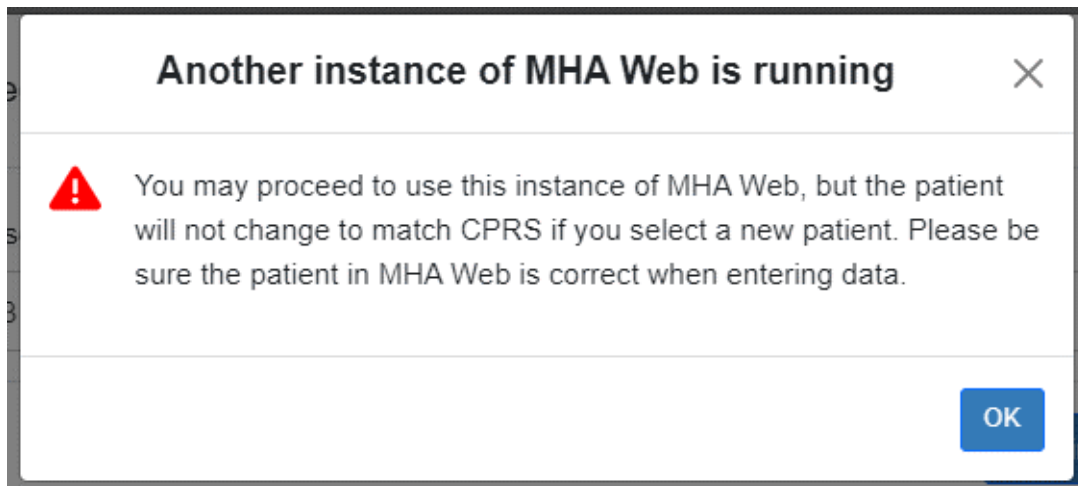 Another instance of MHA Web is running
You may proceed to use this instance of MHA Web, but the patient
will not change to match CPRS if you select a new patient. Please be
sure the patient in MHA Web is correct when entering data.
OK